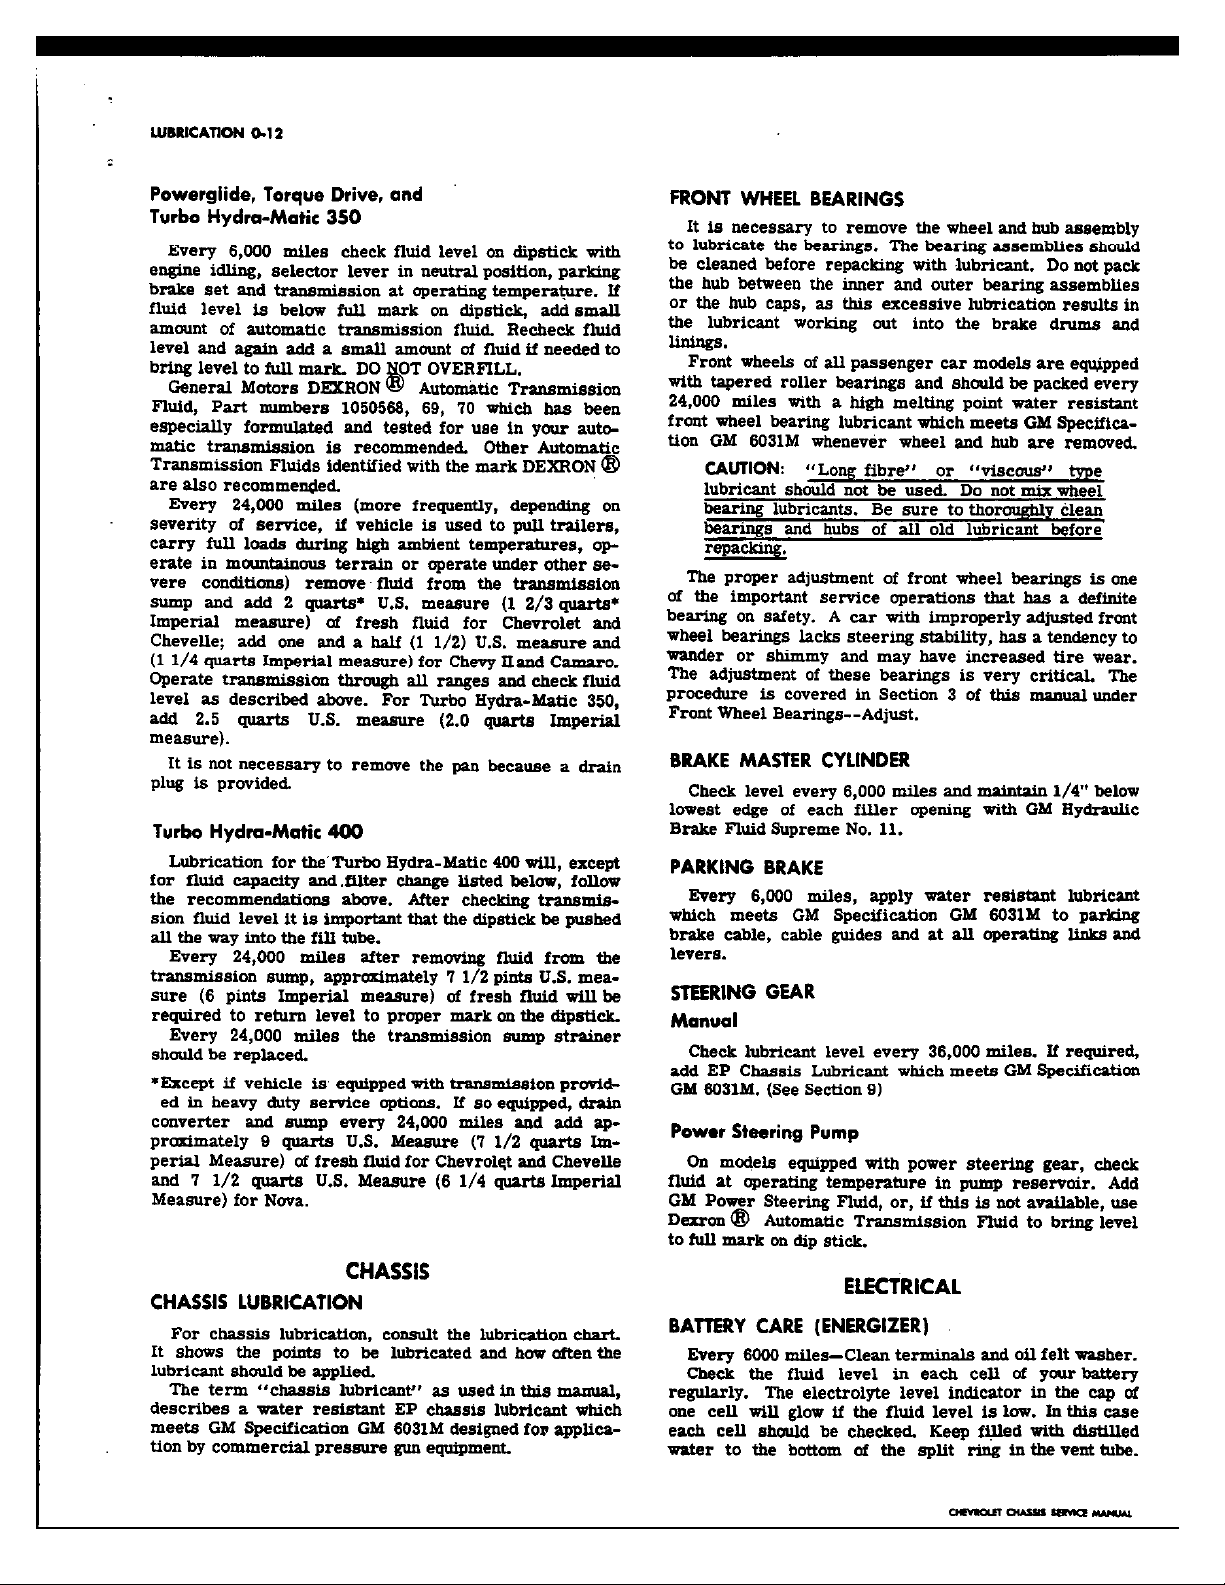 LUBRICATION 0-12
Powerglide, Torque Drive, and
Turbo Hydra-Matic 350
Every 6,000 miles check fluid level on dipstick with
engine idling, selector lever in neutral position, parking
brake set and transmission at operating temperature. If
fluid level is below full mark on dipstick, add small
amount of automatic transmission fluid. Recheck fluid
level and again add a small amount of fluid if needed to
bring level to full mark. DO NOT OVERFILL.
General Motors DEXRON ® Automatic Transmission
Fluid, Part numbers 1050568, 69, 70 which has been
especially formulated and tested for use in your auto-
matic transmission is recommended. Other Automatic
Transmission Fluids identified with the mark DEXRON ®
are also recommended.
Every 24,000 miles (more frequently, depending on
severity of service, if vehicle is used to pull trailers,
carry full loads during high ambient temperatures, op-
erate in mountainous terrain or operate under other se-
vere conditions) remove fluid from the transmission
sump and add 2 quarts* U.S. measure (1 2/3 quarts*
Imperial measure) of fresh fluid for Chevrolet and
Chevelle; add one and a half (1 1/2) U.S. measure and
(1 1/4 quarts Imperial measure) for Chevy II and Camaro.
Operate transmission through all ranges and check fluid
level as described above. For Turbo Hydra-Matic 350,
add 2.5 quarts U.S. measure (2.0 quarts Imperial
measure).
It is not necessary to remove the pan because a drain
plug is provided.
Turbo Hydra-Matic 400
Lubrication for the Turbo Hydra-Matic 400 will, except
for fluid capacity and .filter change listed below, follow
the recommendations above. After checking transmis-
sion fluid level it is important that the dipstick be pushed
all the way into the fill tube.
Every 24,000 miles after removing fluid from the
transmission sump, approximately 7 1/2 pints U.S. mea-
sure (6 pints Imperial measure) of fresh fluid will be
required to return level to proper mark on the dipstick.
Every 24,000 miles the transmission sump strainer
should be replaced.
*Except if vehicle is equipped with transmission provid-
ed in heavy duty service options. If so equipped, drain
converter and sump every 24,000 miles and add ap-
proximately 9 quarts U.S. Measure (7 1/2 quarts Im-
perial Measure) of fresh fluid for Chevrolet and Chevelle
and 7 1/2 quarts U.S. Measure (6 1/4 quarts Imperial
Measure) for Nova.
CHASSIS
CHASSIS LUBRICATION
For chassis lubrication, consult the lubrication chart.
It shows the points to be lubricated and how often the
lubricant should be applied.
The term "chassis lubricant" as used in this manual,
describes a water resistant EP chassis lubricant which
meets GM Specification GM 6031M designed for applica-
tion by commercial pressure gun equipment.
FRONT WHEEL BEARINGS
It is necessary to remove the wheel and hub assembly
to lubricate the bearings. The bearing assemblies should
be cleaned before repacking with lubricant. Do not pack
the hub between the inner and outer bearing assemblies
or the hub caps, as this excessive lubrication results in
the lubricant working out into the brake drums and
linings.
Front wheels of all passenger car models are equipped
with tapered roller bearings and should be packed every
24,000 miles with a high melting point water resistant
front wheel bearing lubricant which meets GM Specifica-
tion GM 6031M whenever wheel and hub are removed.
CAUTION: "Long fibre" or "viscous" type
lubricant should not be used. Do not mix wheel
bearing lubricants. Be sure to thoroughly clean
bearings and hubs of all old lubricant before
repacking.
The proper adjustment of front wheel bearings is one
of the important service operations that has a definite
bearing on safety. A car with improperly adjusted front
wheel bearings lacks steering stability, has a tendency to
wander or shimmy and may have increased tire wear.
The adjustment of these bearings is very critical. The
procedure is covered in Section 3 of this manual under
Front Wheel Bearings--Adjust.
BRAKE MASTER CYLINDER
Check level every 6,000 miles and maintain 1/4" below
lowest edge of each filler opening with GM Hydraulic
Brake Fluid Supreme No. 11.
PARKING BRAKE
Every 6,000 miles, apply water resistant lubricant
which meets GM Specification GM 6031M to parking
brake cable, cable guides and at all operating links and
levers.
STEERING GEAR
Manual
Check lubricant level every 36,000 miles. If required,
add EP Chassis Lubricant which meets GM Specification
GM 6031M. (See Section 9)
Power Steering Pump
On models equipped with power steering gear, check
fluid at operating temperature in pump reservoir. Add
GM Power Steering Fluid, or, if this is not available, use
Dexron ® Automatic Transmission Fluid to bring level
to full mark on dip stick.
ELECTRICAL
BATTERY CARE (ENERGIZER)
Every 6000 miles—Clean terminals and oil felt washer.
Check the fluid level in each cell of your battery
regularly. The electrolyte level indicator in the cap of
one cell will glow if the fluid level is low. In this case
each cell should be checked. Keep filled with distilled
water to the bottom of the split ring in the vent tube.
CHEVROLET CHASSIS SERVICE MANUAL